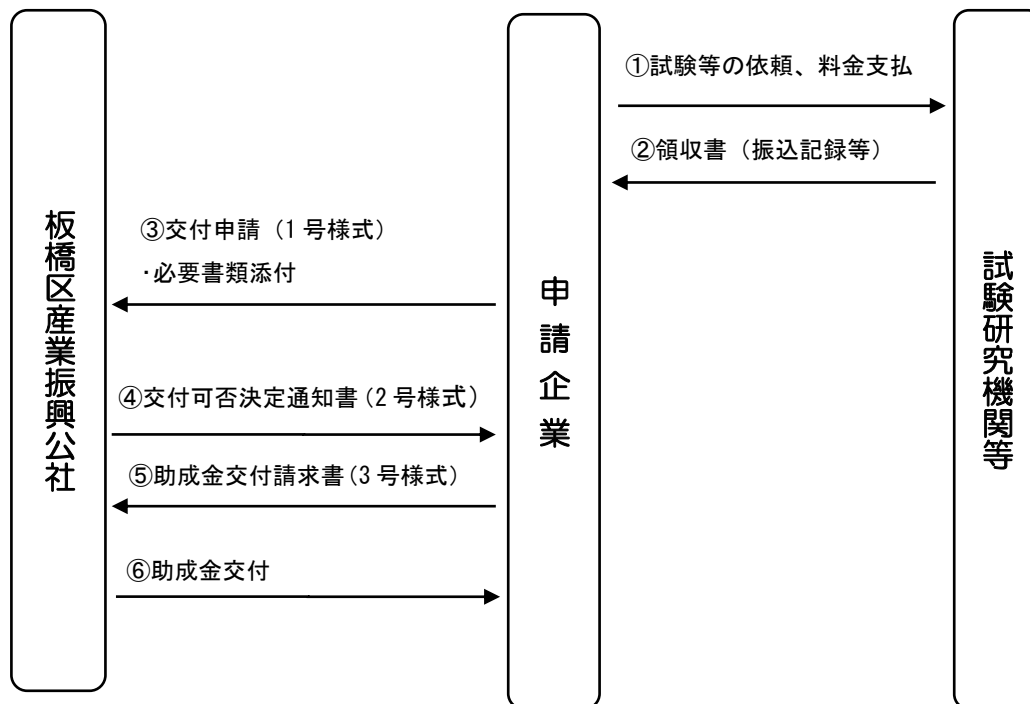 ①試験等の依頼、料金支払
②領収書（振込記録等）
③交付申請（1号様式）
・必要書類添付
④交付可否決定通知書(2号様式)
⑤助成金交付請求書(3号様式)
⑥助成金交付
板橋区産業振興公社
申請企業
試験研究機関等